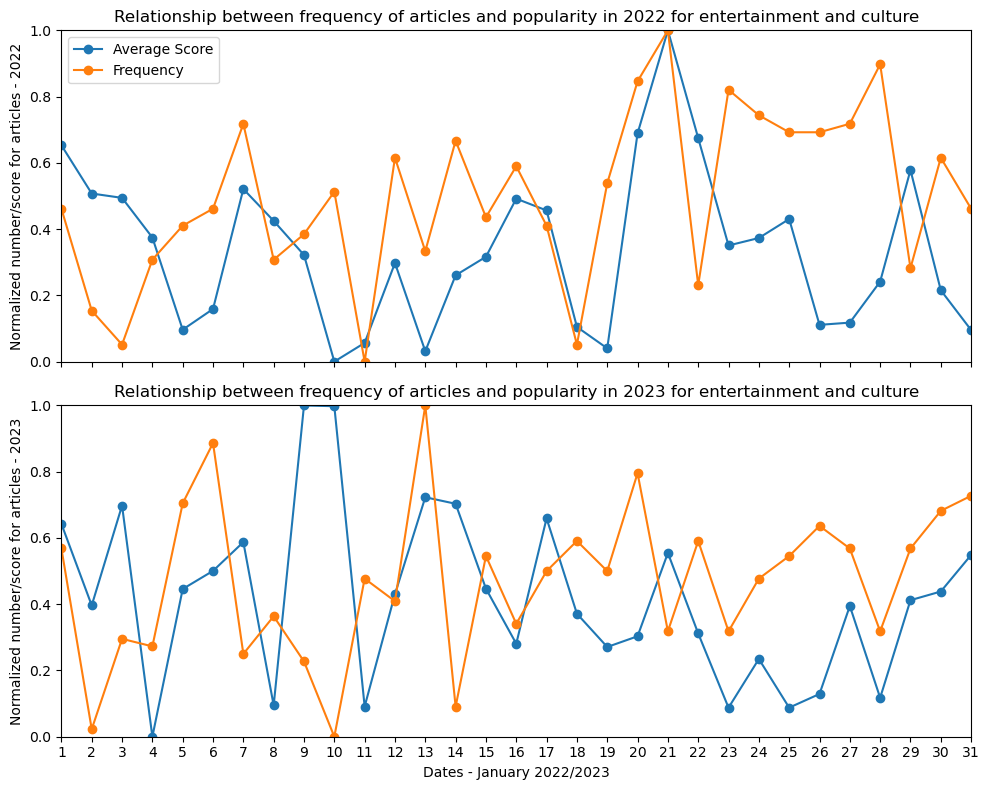 Relationship between frequency of articles and popularity in 2022 for entertainment and culture
Normalized number/score for articles - 2022
1.0
0.8
0.6
0.4
0.2
0.0
Average Score
Frequency
Relationship between frequency of articles and popularity in 2023 for entertainment and culture
Normalized number/score for articles - 2023
1.0
0.8
0.6
0.4
0.2
0.0
1 2 3 4 5 6 7 8 9 10 11 12 13 14 15 16 17 18 19 20 21 22 23 24 25 26 27 28 29 30 31
Dates - January 2022/2023